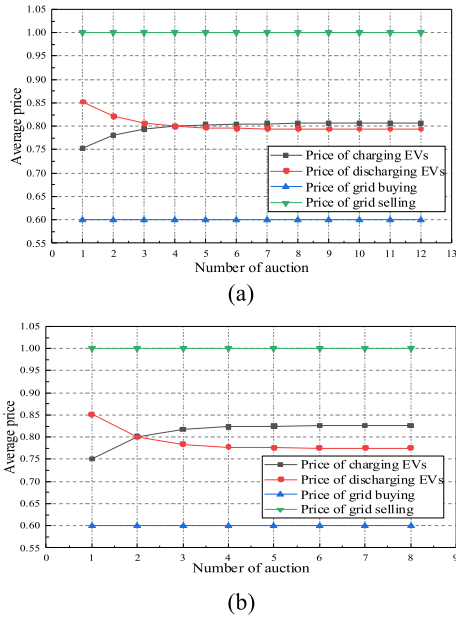 1.05
1.00
0.95
0.90
0.85
0.80
0.75
0.70
0.65
0.60
0.55
Average price
Price of charging EVs
Price of discharging EVs
Price of grid buying
Price of grid selling
0 1 2 3 4 5 6 7 8 9 10 11 12 13
Number of auction
(a)
1.05
1.00
0.95
0.90
0.85
0.80
0.75
0.70
0.65
0.60
0.55
Average price
Price of charging EVs
Price of discharging EVs
Price of grid buying
Price of grid selling
0 1 2 3 4 5 6 7 8 9
Number of auction
(b)